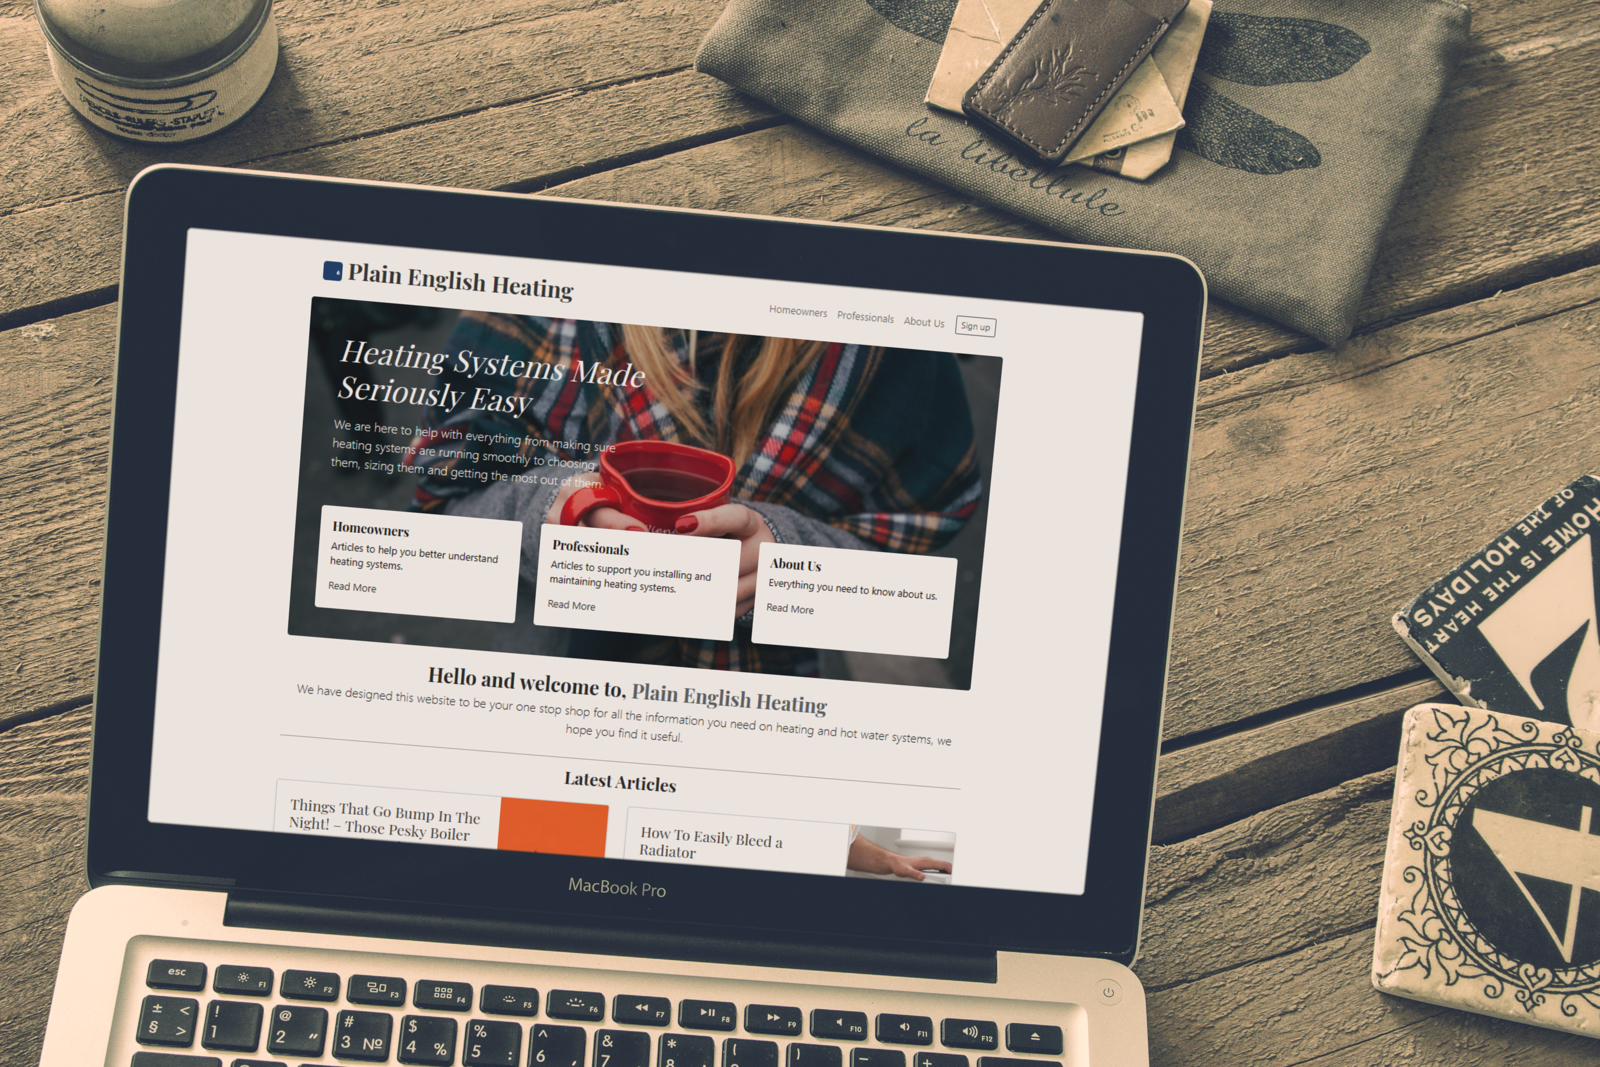 PENCILS-RULERS-STAPLE
la libellule
Plain English Heating
Homeowners Professionals About Us Sign up
Heating Systems Made
Seriously Easy
We are here to help with everything from making sure
heating systems are running smoothly to choosing
them, sizing them and getting the most out of them.
Homeowners
Articles to help you better understand
heating systems.
Read More
Professionals
Articles to support you installing and
maintaining heating systems.
Read More
About Us
Everything you need to know about us.
Read More
Hello and welcome to, Plain English Heating
We have designed this website to be your one stop shop for all the information you need on heating and hot water systems, we
hope you find it useful.
Latest Articles
Things That Go Bump In The
Night! – Those Pesky Boiler
How To Easily Bleed a
Radiator
MacBook Pro
HOME IS THE HEART
OF THE HOLIDAYS
esc F1 F2 F3 F4 F5 F6 F7 F8 F9 F10 F11 F12
± < ! @ # $ % ^ & * ( ) – +
§ > 1 2 " 3 № 4 % 5 : 6 , 7 8